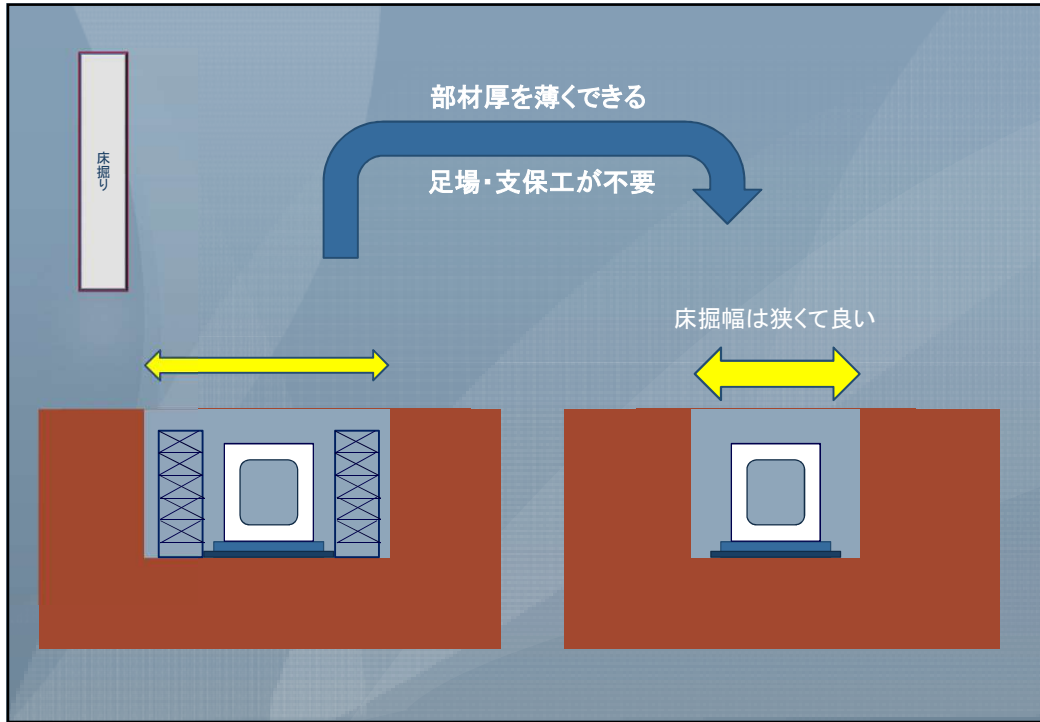 床掘り
部材厚を薄くできる
足場・支保工が不要
床掘幅は狭くて良い